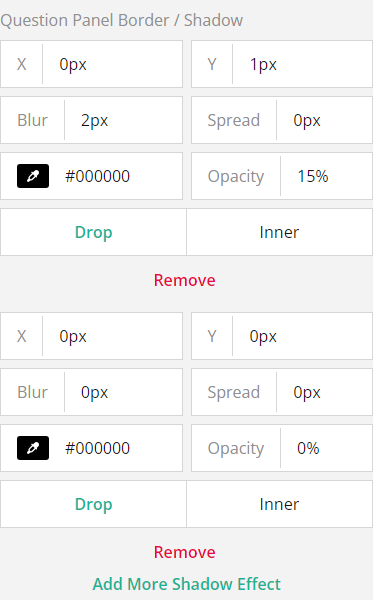 Question Panel Border / Shadow
X 0px Y 1px
Blur 2px Spread 0px
#000000 Opacity 15%
Drop Inner
Remove
X 0px Y 0px
Blur 0px Spread 0px
#000000 Opacity 0%
Drop Inner
Remove
Add More Shadow Effect